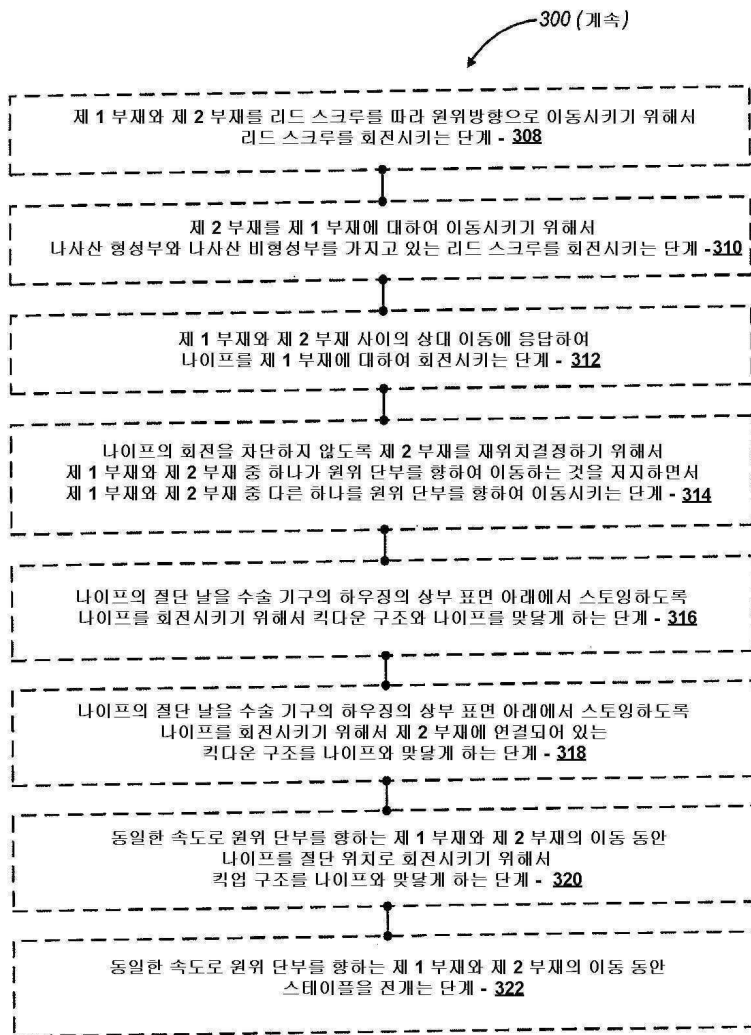 300 (계속)
제 1 부재와 제 2 부재를 리드 스크루를 따라 원위방향으로 이동시키기 위해서
리드 스크루를 회전시키는 단계 - 308
제 2 부재를 제 1 부재에 대하여 이동시키기 위해서
나사산 형성부와 나사산 비형성부를 가지고 있는 리드 스크루를 회전시키는 단계 -310
제 1 부재와 제 2 부재 사이의 상대 이동에 응답하여
나이프를 제 1 부재에 대하여 회전시키는 단계 - 312
나이프의 회전을 차단하지 않도록 제 2 부재를 재위치결정하기 위해서
제 1 부재와 제 2 부재 중 하나가 원위 단부를 향하여 이동하는 것을 저지하면서
제 1 부재와 제 2 부재 중 다른 하나를 원위 단부를 향하여 이동시키는 단계 - 314
나이프의 절단 날을 수술 기구의 하우징의 상부 표면 아래에서 스토잉하도록
나이프를 회전시키기 위해서 킥다운 구조와 나이프를 맞닿게 하는 단계 - 316
나이프의 절단 날을 수술 기구의 하우징의 상부 표면 아래에서 스토잉하도록
나이프를 회전시키기 위해서 제 2 부재에 연결되어 있는
킥다운 구조를 나이프와 맞닿게 하는 단계 - 318
동일한 속도로 원위 단부를 향하는 제 1 부재와 제 2 부재의 이동 동안
나이프를 절단 위치로 회전시키기 위해서
킥업 구조를 나이프와 맞닿게 하는 단계 - 320
동일한 속도로 원위 단부를 향하는 제 1 부재와 제 2 부재의 이동 동안
스테이플을 전개는 단계 - 322